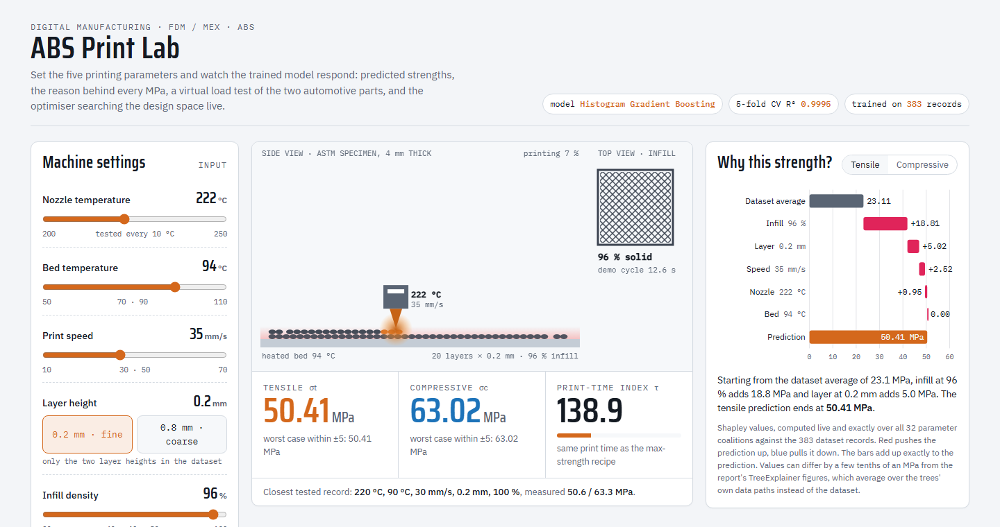 DIGITAL MANUFACTURING · FDM / MEX · ABS
ABS Print Lab
Set the five printing parameters and watch the trained model respond: predicted strengths,
the reason behind every MPa, a virtual load test of the two automotive parts, and the
optimiser searching the design space live.
model Histogram Gradient Boosting
5-fold CV R² 0.9995
trained on 383 records
Machine settings
INPUT
Nozzle temperature
222 °C
200
tested every 10 °C
250
Bed temperature
94 °C
50
70 · 90
110
Print speed
35 mm/s
10
30 · 50
70
Layer height
0.2 mm
0.2 mm · fine
0.8 mm ·
coarse
only the two layer heights in the dataset
Infill density
96 %
SIDE VIEW · ASTM SPECIMEN, 4 mm THICK
printing 7 %
TOP VIEW · INFILL
96 % solid
demo cycle 12.6 s
222 °C
35 mm/s
heated bed 94 °C
20 layers × 0.2 mm · 96 % infill
TENSILE σt
50.41 MPa
worst case within ±5: 50.41
MPa
COMPRESSIVE σc
63.02 MPa
worst case within ±5: 63.02
MPa
PRINT-TIME INDEX τ
138.9
same print time as the max-
strength recipe
Closest tested record: 220 °C, 90 °C, 30 mm/s, 0.2 mm, 100 %, measured 50.6 / 63.3 MPa.
Why this strength?
Tensile
Compressive
Dataset average
23.11
Infill 96 %
+18.81
Layer 0.2 mm
+5.02
Speed 35 mm/s
+2.52
Nozzle 222 °C
+0.95
Bed 94 °C
0.00
Prediction
50.41 MPa
0 10 20 30 40 50 60
Starting from the dataset average of 23.1 MPa, infill at 96
% adds 18.8 MPa and layer at 0.2 mm adds 5.0 MPa. The
tensile prediction ends at 50.41 MPa.
Shapley values, computed live and exactly over all 32 parameter
coalitions against the 383 dataset records. Red pushes the
prediction up, blue pulls it down. The bars add up exactly to the
prediction. Values can differ by a few tenths of an MPa from the
report's TreeExplainer figures, which average over the trees'
own data paths instead of the dataset.